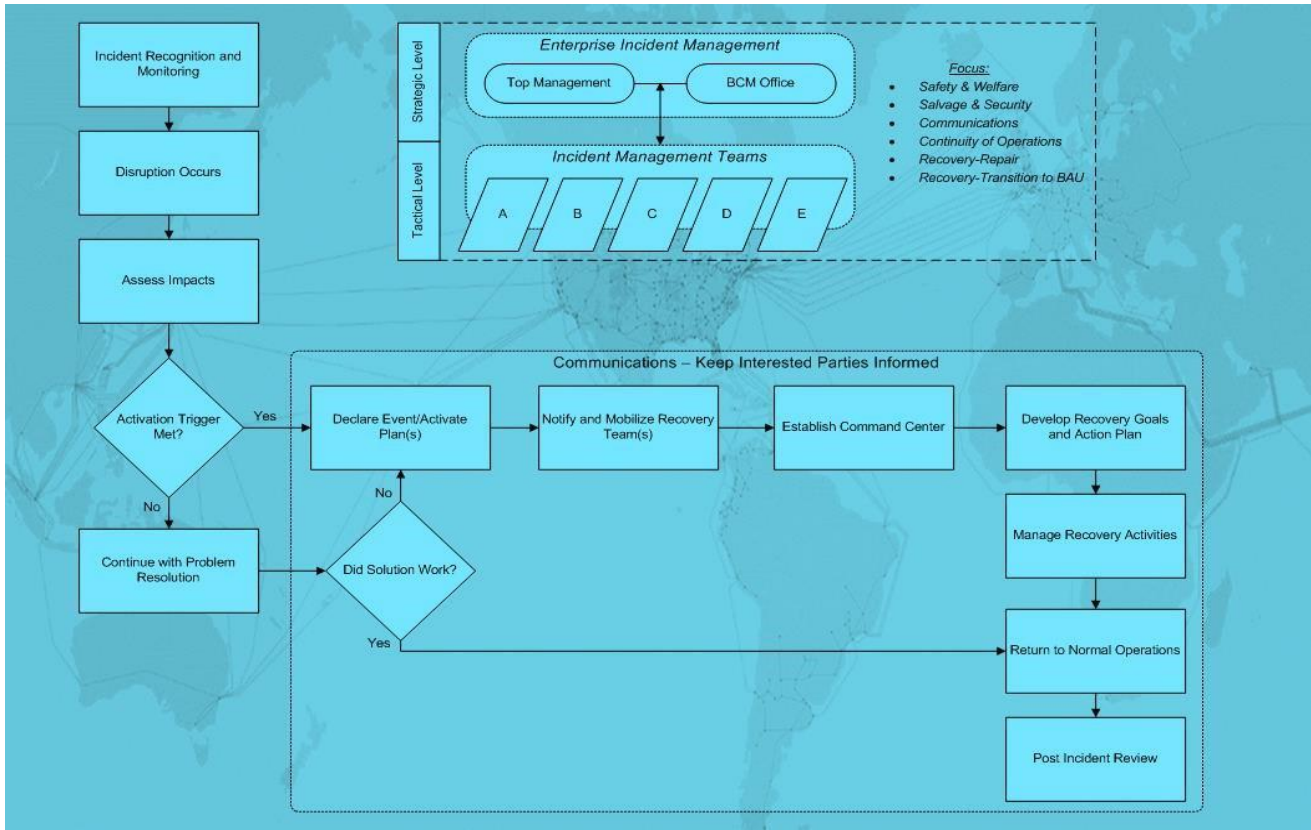 Incident Recognition and
Monitoring
Disruption Occurs
Assess Impacts
Activation Trigger
Met?
Yes
No
Continue with Problem
Resolution
Strategic Level
Tactical Level
Enterprise Incident Management
Top Management
BCM Office
Incident Management Teams
A
B
C
D
E
Focus:
• Safety & Welfare
• Salvage & Security
• Communications
• Continuity of Operations
• Recovery-Repair
• Recovery-Transition to BAU
Communications – Keep Interested Parties Informed
Declare Event/Activate
Plan(s)
Notify and Mobilize Recovery
Team(s)
Establish Command Center
Develop Recovery Goals
and Action Plan
No
Did Solution Work?
Yes
Manage Recovery Activities
Return to Normal Operations
Post Incident Review